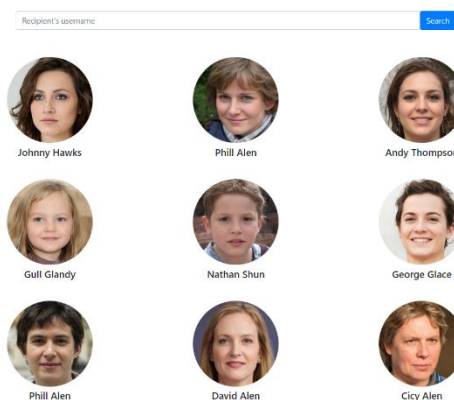 Recipient's username Search
Johnny Hawks Phill Alen Andy Thompson
Gull Glandy Nathan Shun George Glace
Phill Alen David Alen Cicy Alen